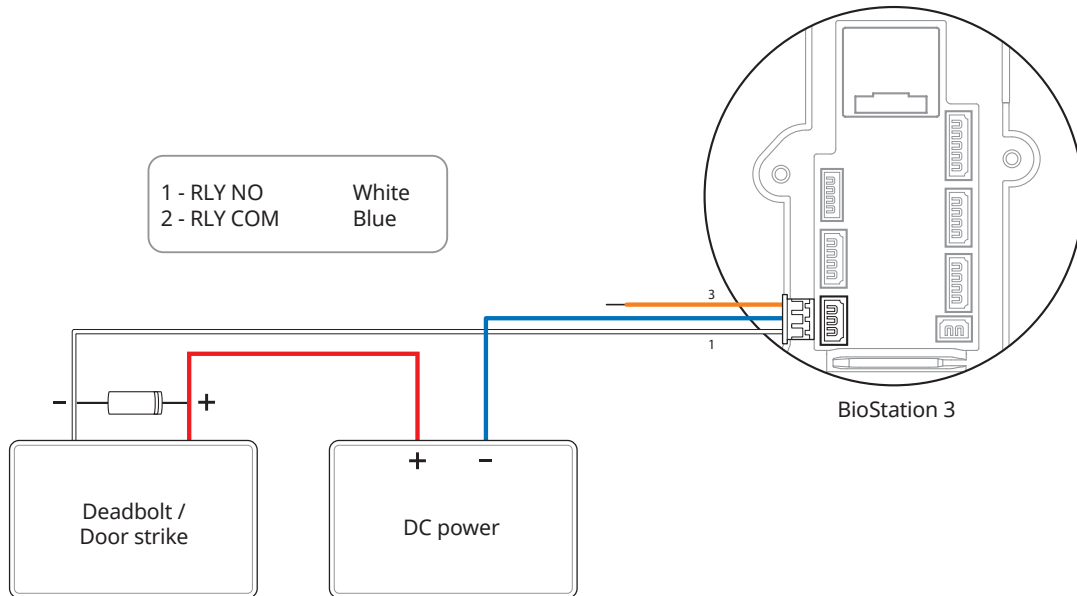 1 - RLY NO White
2 - RLY COM Blue
3
1
BioStation 3
- +
+ -
Deadbolt /
Door strike
DC power